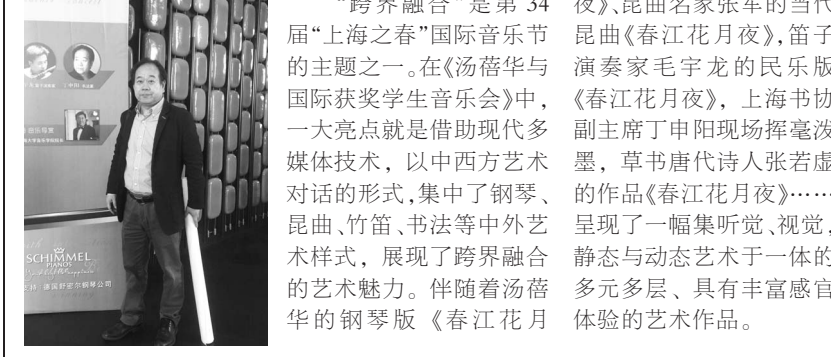 SCHIMMEL
PIANOS
德国舒密尔钢琴公司
“跨界融合”是第 34
届“上海之春”国际音乐节
的主题之一。在《汤蓓华与
国际获奖学生音乐会》中，
一大亮点就是借助现代多
媒体技术，以中西方艺术
对话的形式，集中了钢琴、
昆曲、竹笛、书法等中外艺
术样式，展现了跨界融合
的艺术魅力。伴随着汤蓓
华的钢琴版《春江花月
夜》、昆曲名家张军的当代
昆曲《春江花月夜》，笛子
演奏家毛宇龙的民乐版
《春江花月夜》，上海书协
副主席丁申阳现场挥毫泼
墨，草书唐代诗人张若虚
的作品《春江花月夜》……
呈现了一幅集听觉、视觉，
静态与动态艺术于一体的
多元多层、具有丰富感官
体验的艺术作品。